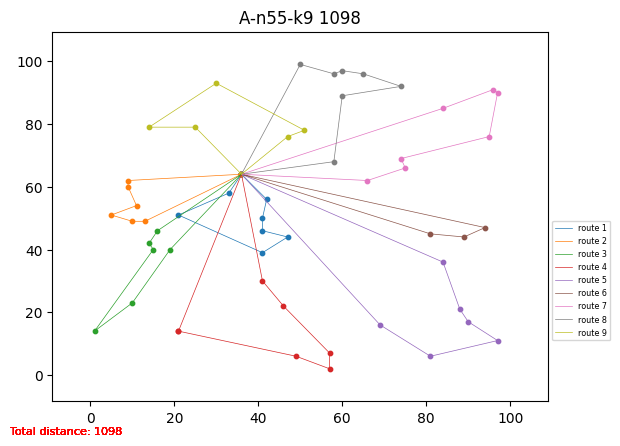 A-n55-k9 1098
100
80
60
40
20
0
0 20 40 60 80 100
route 1
route 2
route 3
route 4
route 5
route 6
route 7
route 8
route 9
Total distance: 1098